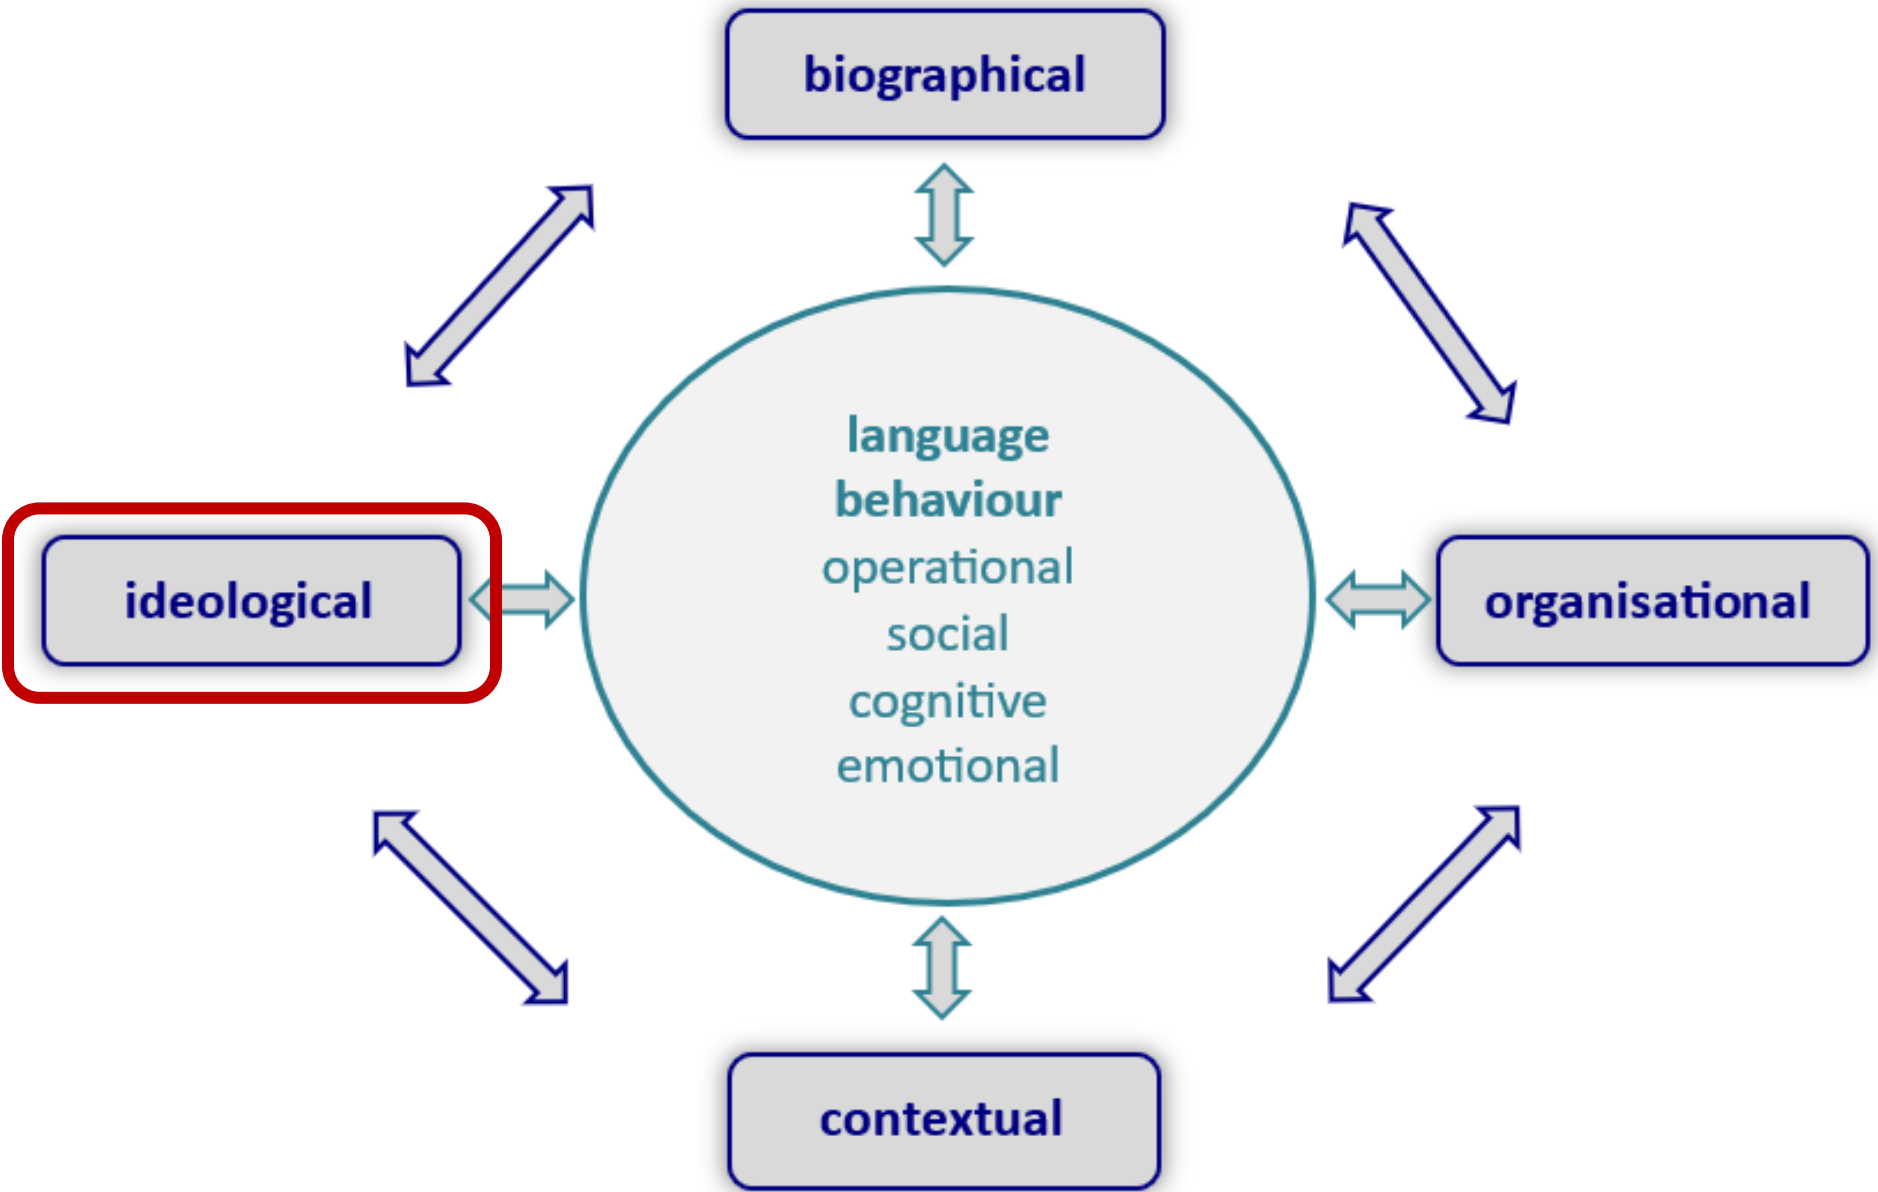 biographical
language
behaviour
operational
social
cognitive
emotional
ideological
organisational
contextual